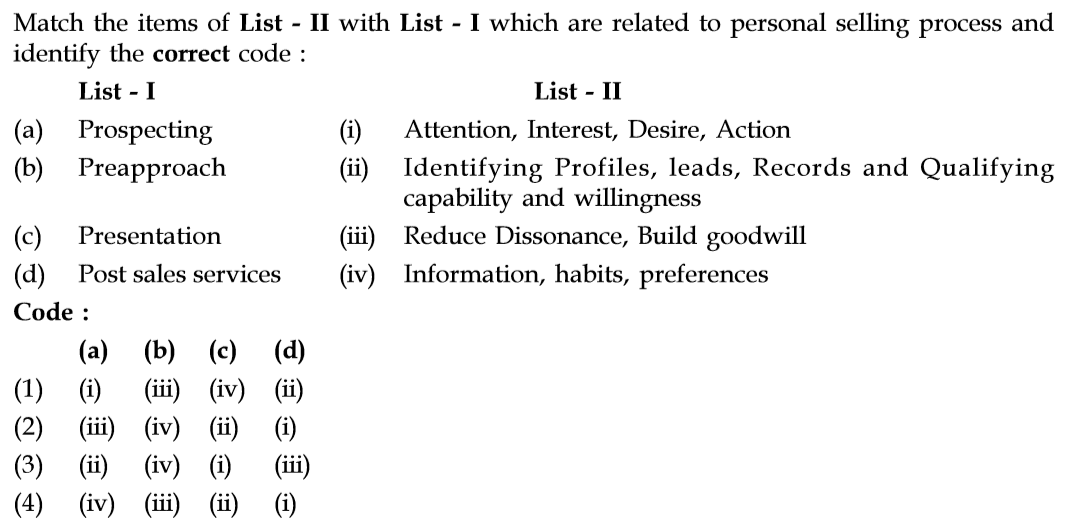 Match the items of List - II with List - I which are related to personal selling process and
identify the correct code :
List - I List - II
(a) Prospecting (i) Attention, Interest, Desire, Action
(b) Preapproach (ii) Identifying Profiles, leads, Records and Qualifying
capability and willingness
(c) Presentation (iii) Reduce Dissonance, Build goodwill
(d) Post sales services (iv) Information, habits, preferences
Code :
(a) (b) (c) (d)
(1) (i) (iii) (iv) (ii)
(2) (iii) (iv) (ii) (i)
(3) (ii) (iv) (i) (iii)
(4) (iv) (iii) (ii) (i)